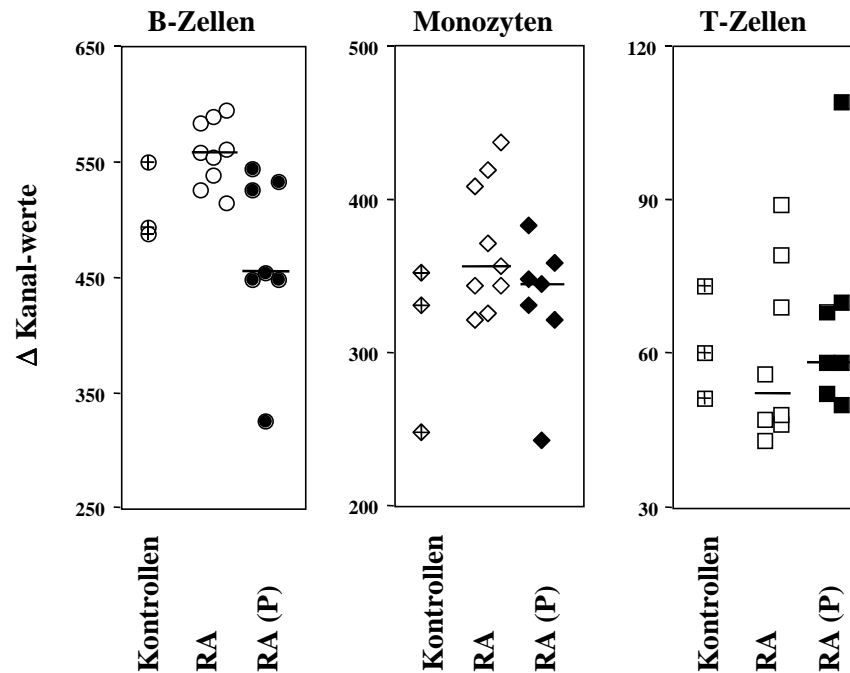 B-Zellen
Monozyten
T-Zellen
Δ Kanal-werte
650
550
450
350
250
500
400
300
200
120
90
60
30
Kontrollen
RA
RA (P)
Kontrollen
RA
RA (P)
Kontrollen
RA
RA (P)